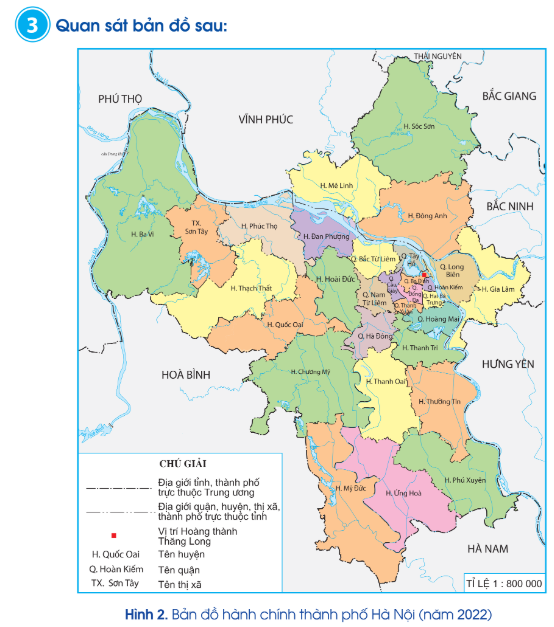 3 Quan sát bản đồ sau:
THÁI NGUYÊN
PHÚ THỌ
BẮC GIANG
VĨNH PHÚC
H. Sóc Sơn
H. Mê Linh
BẮC NINH
H. Ba Vì
TX.
Sơn Tây
H. Phúc Thọ
H. Đan Phượng
H. Đông Anh
Q. Bắc Từ Liêm
Q. Tây
Hồ
Q. Long
Biên
H. Gia Lâm
H. Thạch Thất
H. Hoài Đức
Q. Ba Đình
Q. Hoàn Kiếm
Q. Nam
Từ Liêm
Q. Hai Bà
Trưng
H. Quốc Oai
Q. Hoàng Mai
Q. Hà Đông
H. Thanh Trì
HƯNG YÊN
HOÀ BÌNH
H. Chương Mỹ
H. Thanh Oai
H. Thường Tín
H. Mỹ Đức
H. Ứng Hoà
H. Phú Xuyên
HÀ NAM
CHÚ GIẢI
Địa giới tỉnh, thành phố
trực thuộc Trung ương
Địa giới quận, huyện, thị xã,
thành phố trực thuộc tỉnh
Vị trí Hoàng thành
Thăng Long
H. Quốc Oai Tên huyện
Q. Hoàn Kiếm Tên quận
TX. Sơn Tây Tên thị xã
TỈ LỆ 1 : 800 000
Hình 2. Bản đồ hành chính thành phố Hà Nội (năm 2022)